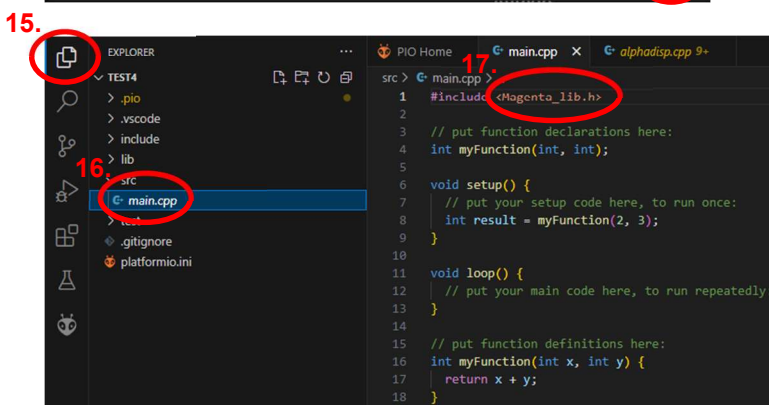 15.
EXPLORER
PIO Home
main.cpp
alphadisp.cpp 9+
17.
TEST4
src > main.cpp >
.pio
1 #include <Magenta_lib.h>
.vscode
2
include
3 // put function declarations here:
lib
4 int myFunction(int, int);
16.
5
src
6 void setup() {
main.cpp
7 // put your setup code here, to run once:
test
8 int result = myFunction(2, 3);
.gitignore
9 }
platformio.ini
10
11 void loop() {
12 // put your main code here, to run repeatedly
13 }
14
15 // put function definitions here:
16 int myFunction(int x, int y) {
17 return x + y;
18 }